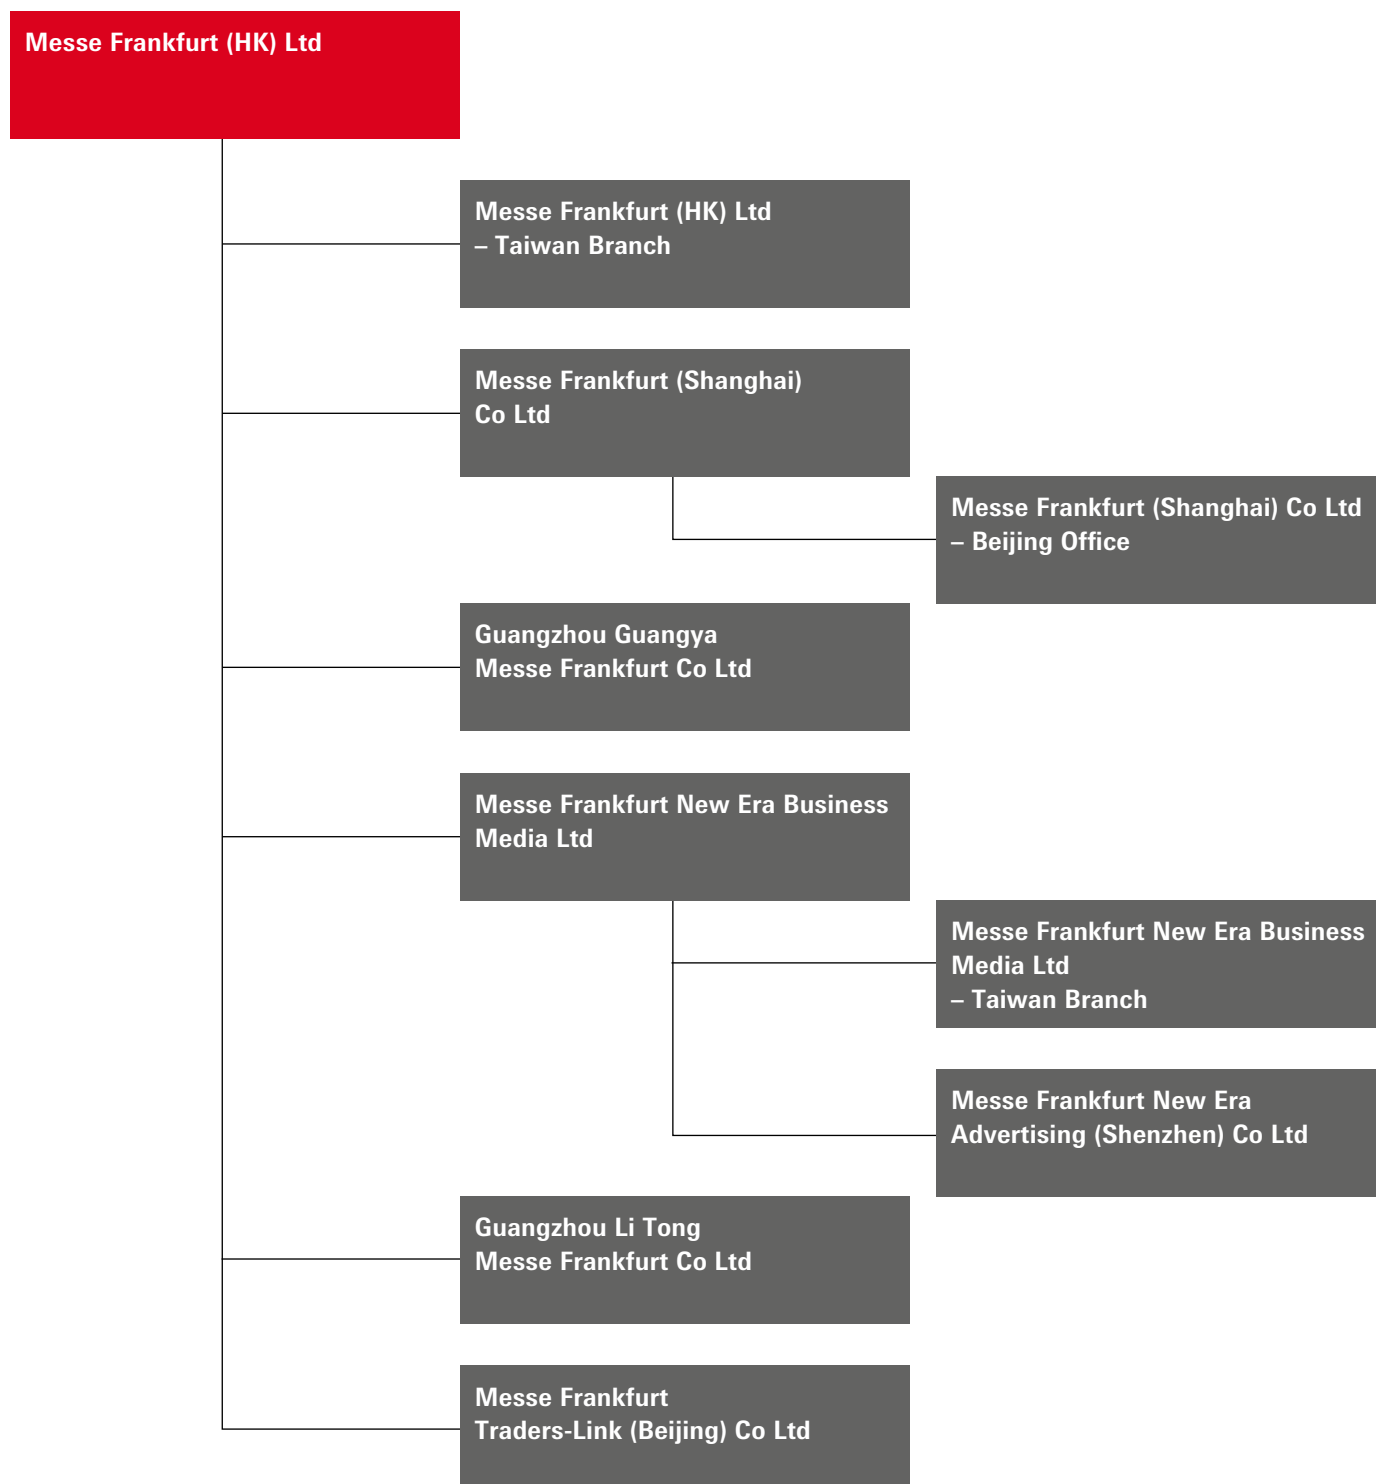 Messe Frankfurt (HK) Ltd
Messe Frankfurt (HK) Ltd
– Taiwan Branch
Messe Frankfurt (Shanghai)
Co Ltd
Messe Frankfurt (Shanghai) Co Ltd
– Beijing Office
Guangzhou Guangya
Messe Frankfurt Co Ltd
Messe Frankfurt New Era Business
Media Ltd
Messe Frankfurt New Era Business
Media Ltd
– Taiwan Branch
Messe Frankfurt New Era
Advertising (Shenzhen) Co Ltd
Guangzhou Li Tong
Messe Frankfurt Co Ltd
Messe Frankfurt
Traders-Link (Beijing) Co Ltd